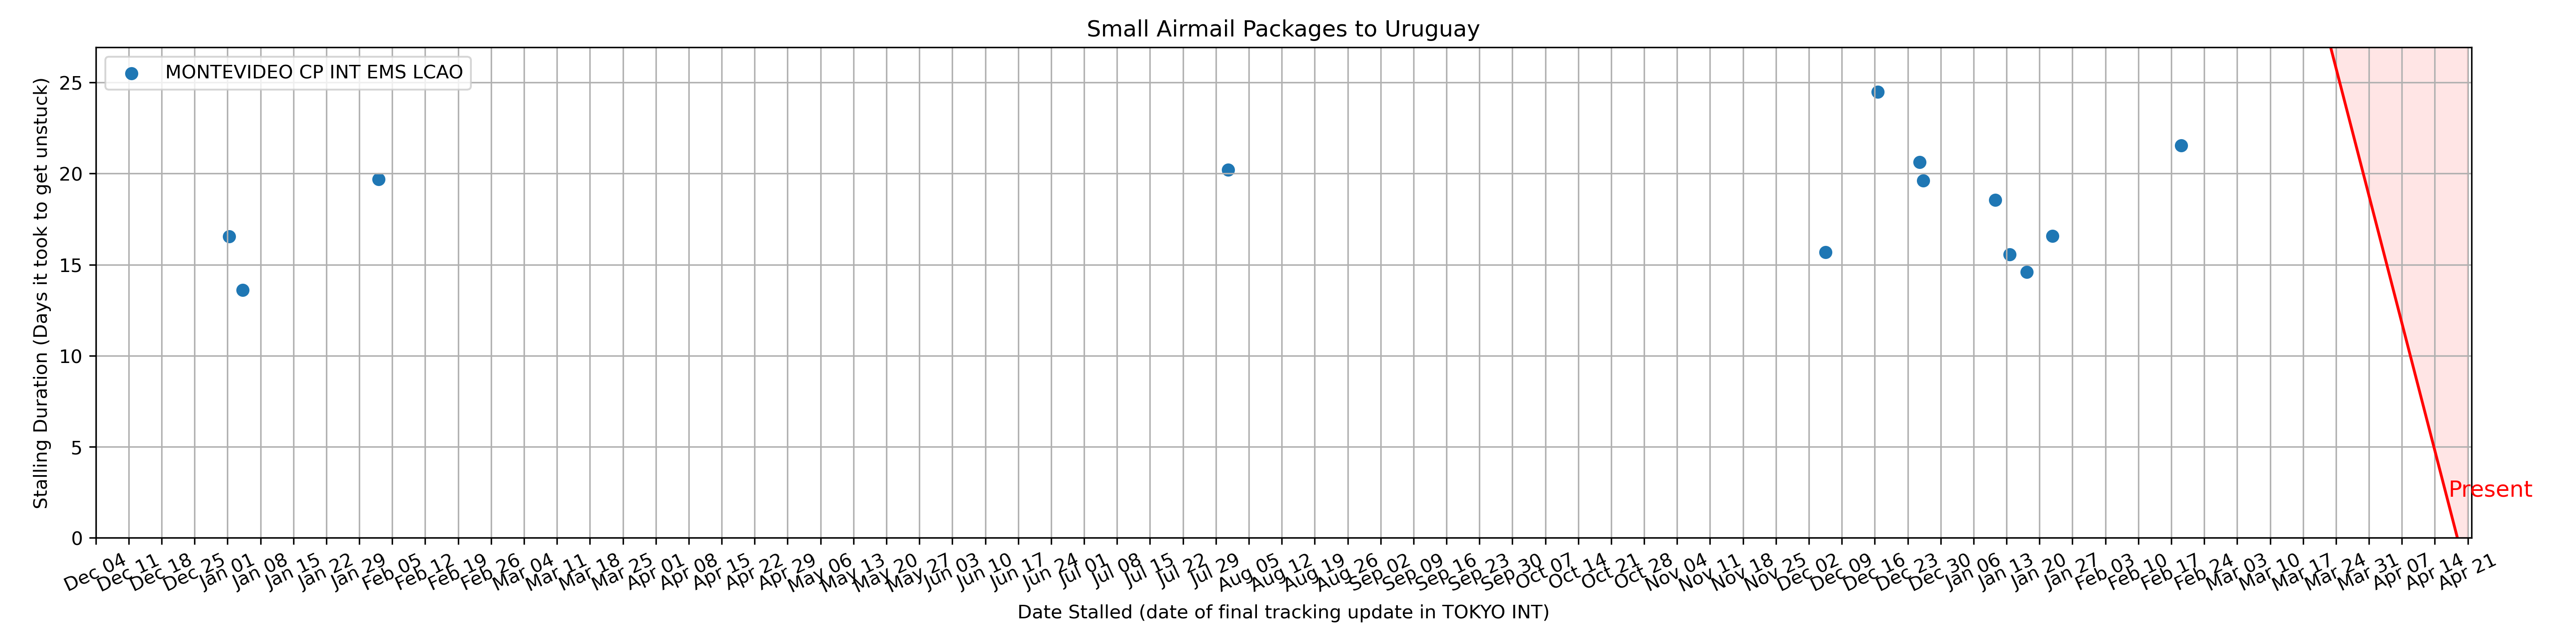 Small Airmail Packages to Uruguay
MONTEVIDEO CP INT EMS LCAO
Stalling Duration (Days it took to get unstuck)
25
20
15
10
5
0
Present
Dec 04 Dec 11 Dec 18 Dec 25 Jan 01 Jan 08 Jan 15 Jan 22 Jan 29 Feb 05 Feb 12 Feb 19 Feb 26 Mar 04 Mar 11 Mar 18 Mar 25 Apr 01 Apr 08 Apr 15 Apr 22 Apr 29 May 06 May 13 May 20 May 27 Jun 03 Jun 10 Jun 17 Jun 24 Jul 01 Jul 08 Jul 15 Jul 22 Jul 29 Aug 05 Aug 12 Aug 19 Aug 26 Sep 02 Sep 09 Sep 16 Sep 23 Sep 30 Oct 07 Oct 14 Oct 21 Oct 28 Nov 04 Nov 11 Nov 18 Nov 25 Dec 02 Dec 09 Dec 16 Dec 23 Dec 30 Jan 06 Jan 13 Jan 20 Jan 27 Feb 03 Feb 10 Feb 17 Feb 24 Mar 03 Mar 10 Mar 17 Mar 24 Mar 31 Apr 07 Apr 14 Apr 21
Date Stalled (date of final tracking update in TOKYO INT)